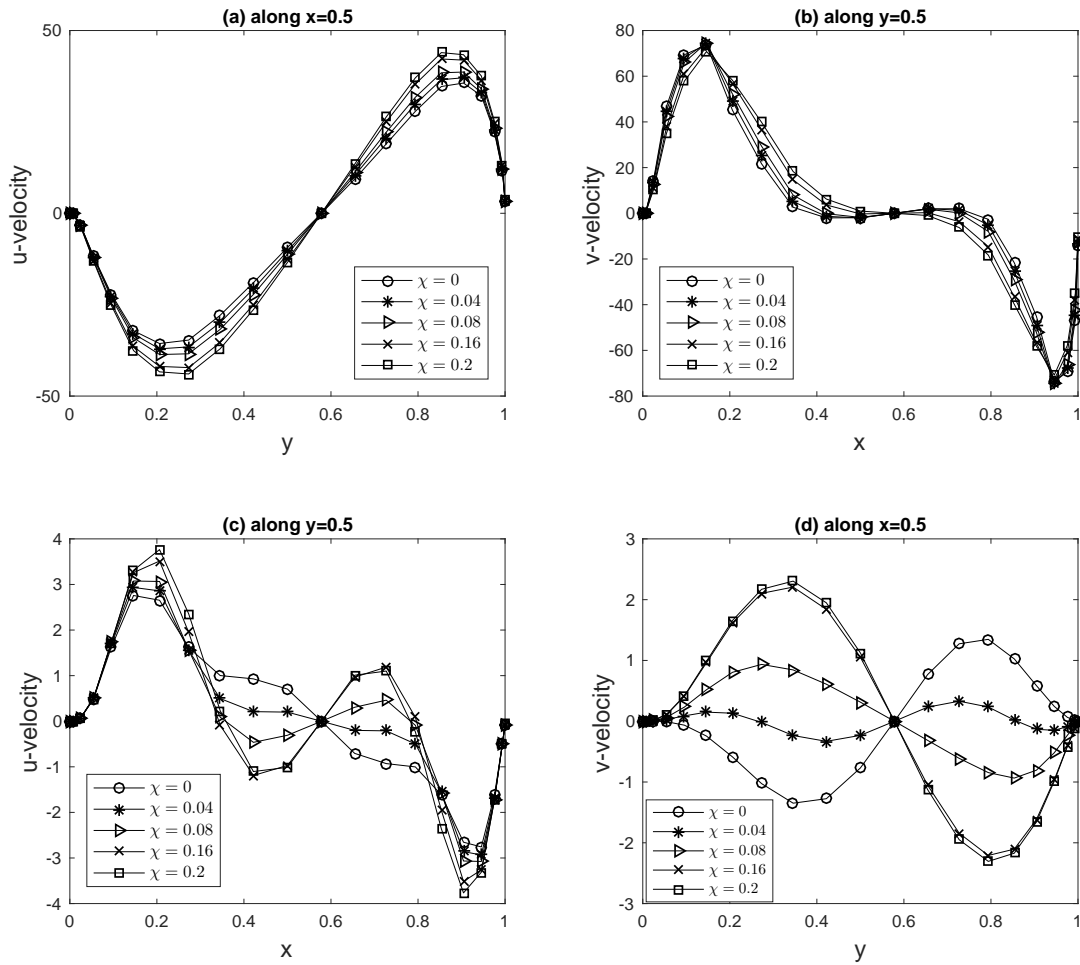 (a) along x=0.5
u-velocity
50
0
-50
0
0.2
0.4
0.6
0.8
1
y
χ = 0
χ = 0.04
χ = 0.08
χ = 0.16
χ = 0.2
(b) along y=0.5
v-velocity
80
60
40
20
0
-20
-40
-60
-80
0
0.2
0.4
0.6
0.8
1
x
χ = 0
χ = 0.04
χ = 0.08
χ = 0.16
χ = 0.2
(c) along y=0.5
u-velocity
4
3
2
1
0
-1
-2
-3
-4
0
0.2
0.4
0.6
0.8
1
x
χ = 0
χ = 0.04
χ = 0.08
χ = 0.16
χ = 0.2
(d) along x=0.5
v-velocity
3
2
1
0
-1
-2
-3
0
0.2
0.4
0.6
0.8
1
y
χ = 0
χ = 0.04
χ = 0.08
χ = 0.16
χ = 0.2